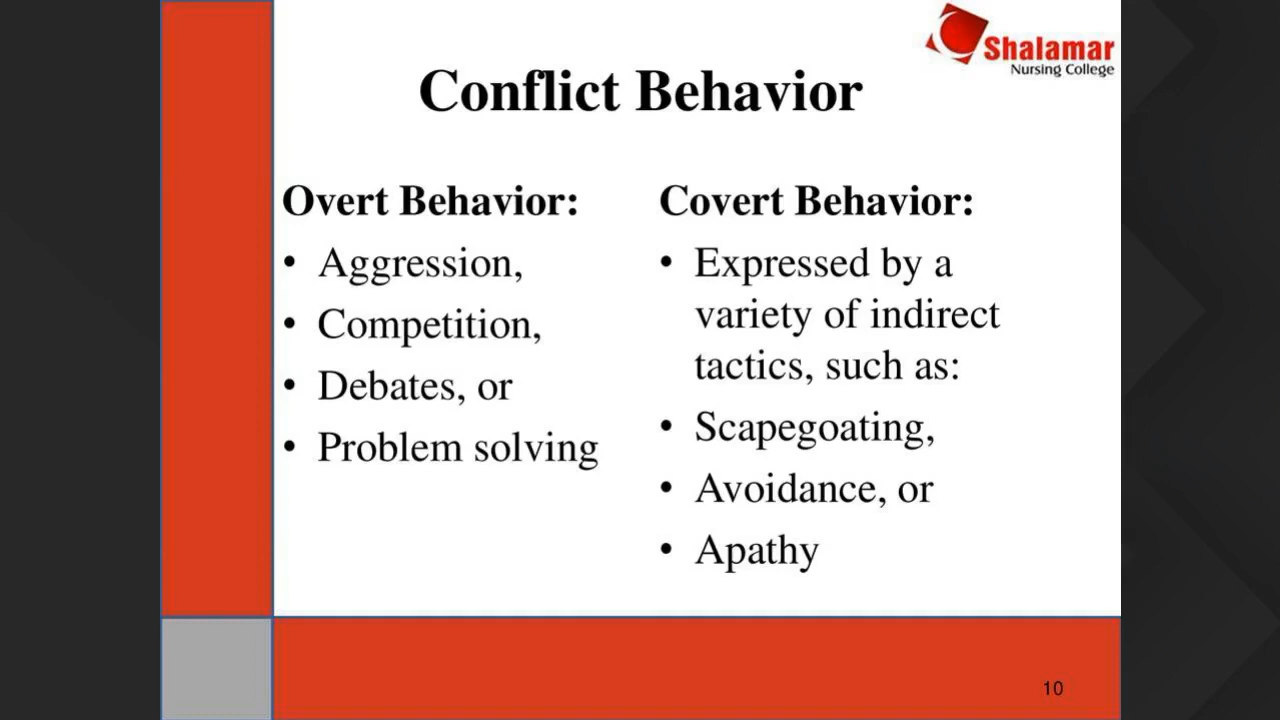 Shalamar
Nursing College
Conflict Behavior
Overt Behavior:
• Aggression,
• Competition,
• Debates, or
• Problem solving
Covert Behavior:
• Expressed by a
variety of indirect
tactics, such as:
• Scapegoating,
• Avoidance, or
• Apathy
10